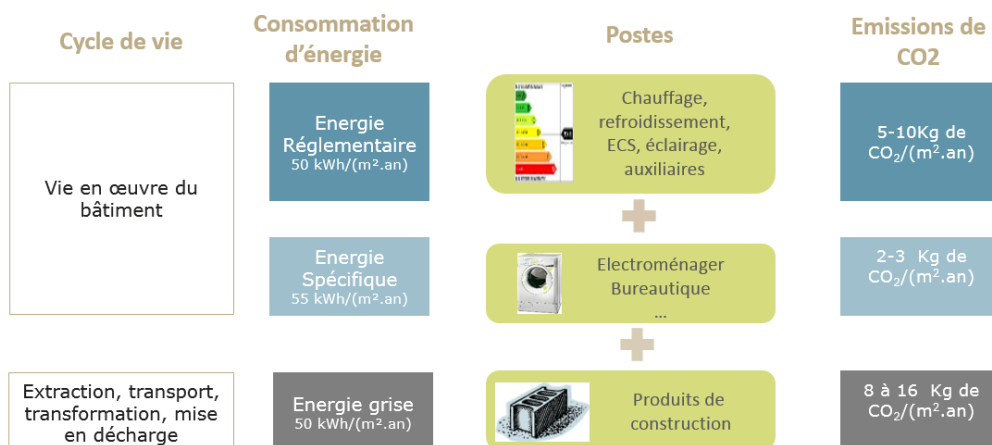 Cycle de vie
Consommation
d'énergie
Postes
Emissions de
CO2
Vie en œuvre du
bâtiment
Energie
Réglementaire
50 kWh/(m².an)
Chauffage,
refroidissement,
ECS, éclairage,
auxiliaires
5-10Kg de
CO₂/(m².an)
Energie
Spécifique
55 kWh/(m².an)
Electroménager
Bureautique
...
2-3 Kg de
CO₂/(m².an)
Extraction, transport,
transformation, mise
en décharge
Energie grise
50 kWh/(m².an)
Produits de
construction
8 à 16 Kg de
CO₂/(m².an)